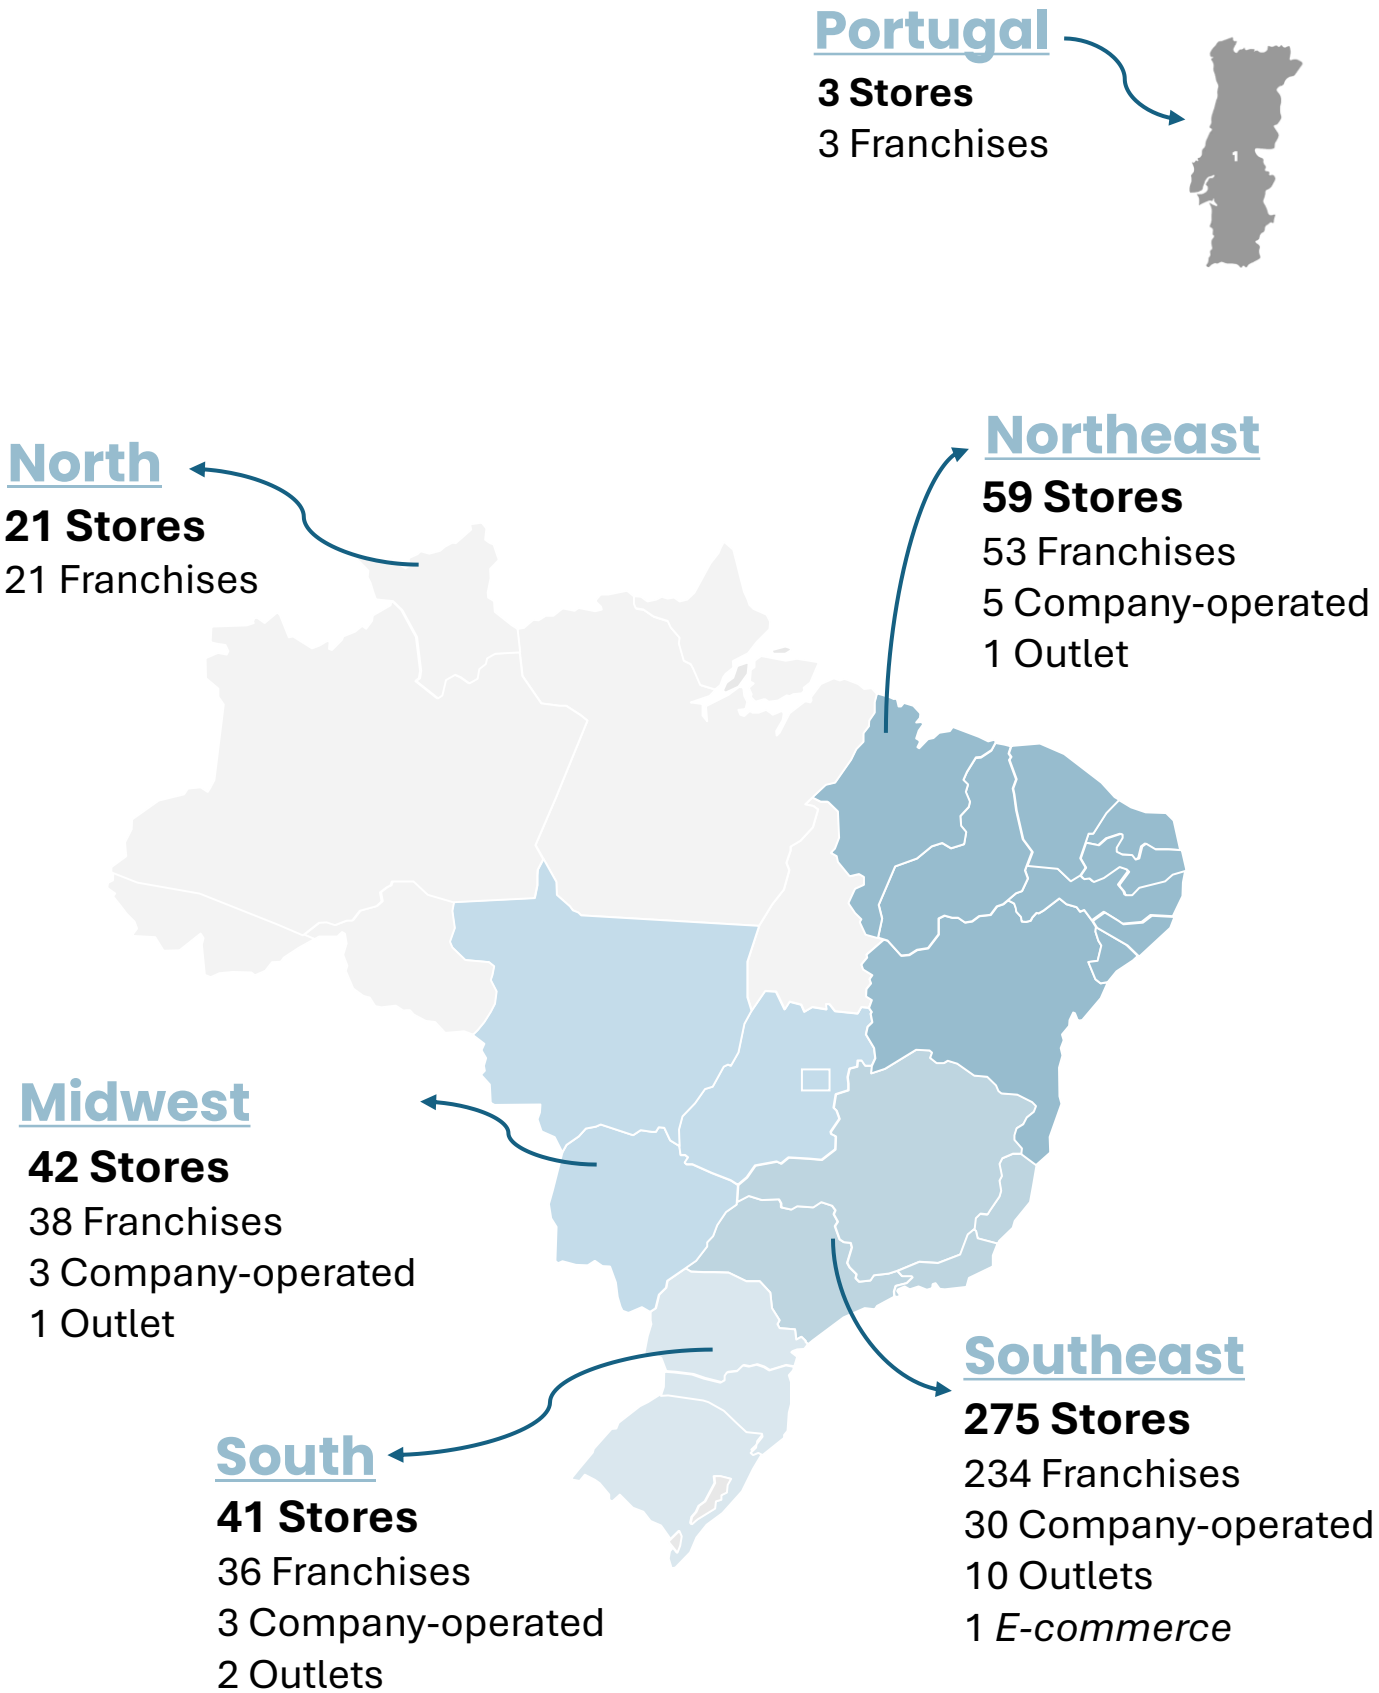 Portugal
3 Stores
3 Franchises
North
21 Stores
21 Franchises
Northeast
59 Stores
53 Franchises
5 Company-operated
1 Outlet
Midwest
42 Stores
38 Franchises
3 Company-operated
1 Outlet
Southeast
275 Stores
234 Franchises
30 Company-operated
10 Outlets
1 E-commerce
South
41 Stores
36 Franchises
3 Company-operated
2 Outlets